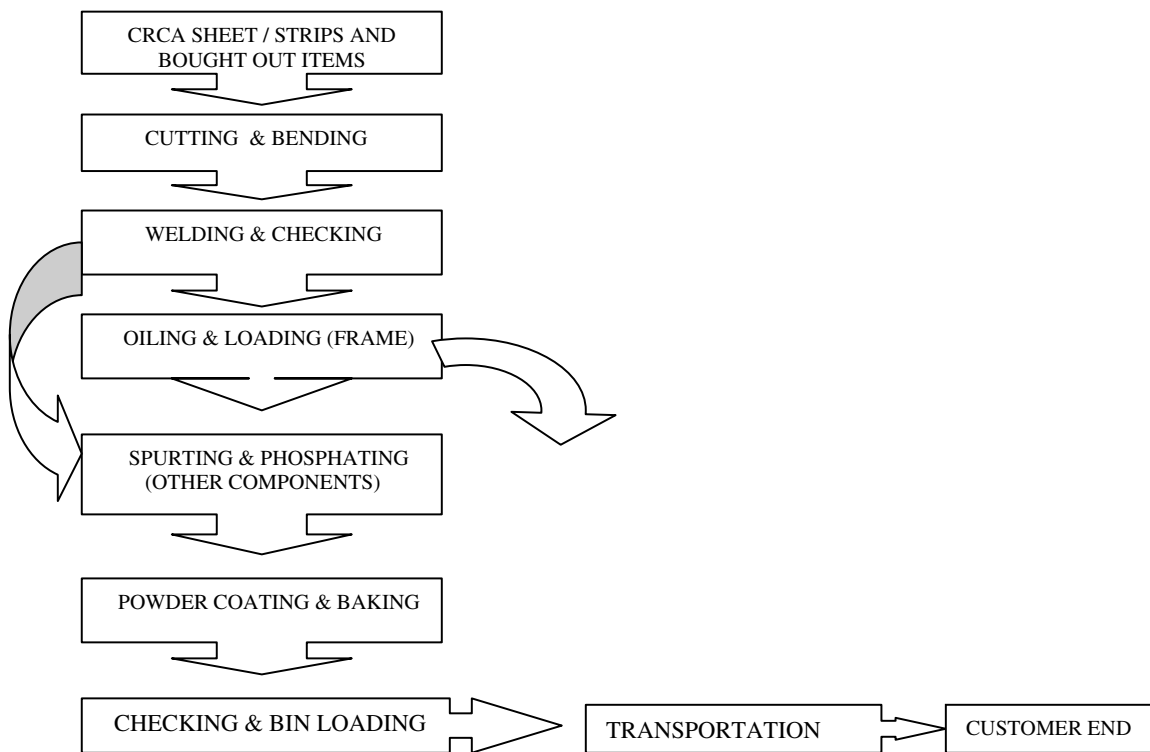 CRCA SHEET / STRIPS AND
BOUGHT OUT ITEMS
CUTTING & BENDING
WELDING & CHECKING
OILING & LOADING (FRAME)
SPURTING & PHOSPHATING
(OTHER COMPONENTS)
POWDER COATING & BAKING
CHECKING & BIN LOADING
TRANSPORTATION
CUSTOMER END